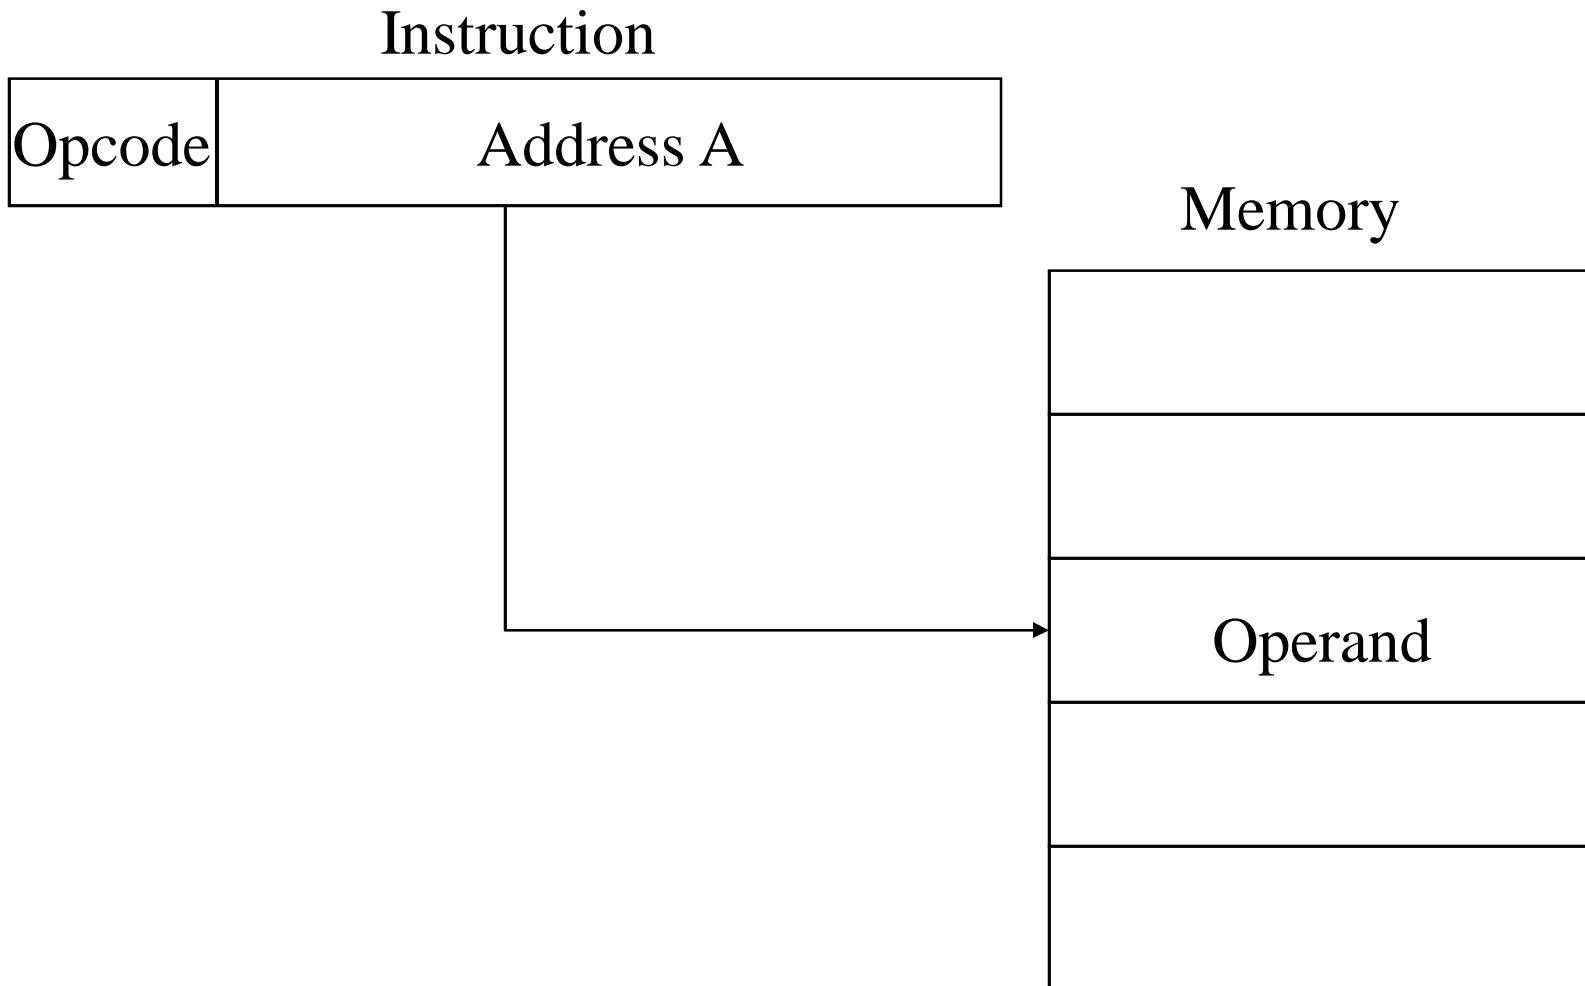 Instruction
Opcode
Address A
Memory
Operand